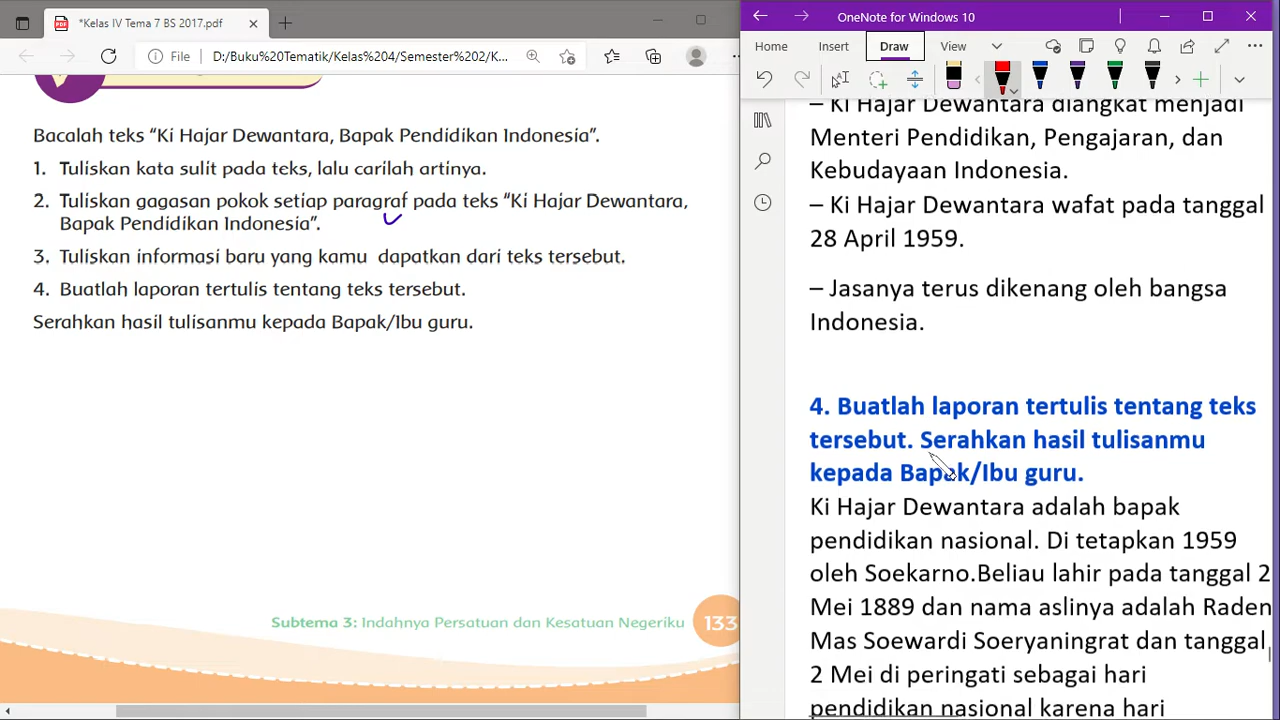 *Kelas IV Tema 7 BS 2017.pdf
File
D:/Buku%20Tematik/Kelas%204/Semester%202/K...
Bacalah teks “Ki Hajar Dewantara, Bapak Pendidikan Indonesia”.
1. Tuliskan kata sulit pada teks, lalu carilah artinya.
2. Tuliskan gagasan pokok setiap paragraf pada teks “Ki Hajar Dewantara,
Bapak Pendidikan Indonesia”.
3. Tuliskan informasi baru yang kamu dapatkan dari teks tersebut.
4. Buatlah laporan tertulis tentang teks tersebut.
Serahkan hasil tulisanmu kepada Bapak/Ibu guru.
Subtema 3: Indahnya Persatuan dan Kesatuan Negeriku
133
OneNote for Windows 10
Home Insert Draw View
– Ki Hajar Dewantara diangkat menjadi
Menteri Pendidikan, Pengajaran, dan
Kebudayaan Indonesia.
– Ki Hajar Dewantara wafat pada tanggal
28 April 1959.
– Jasanya terus dikenang oleh bangsa
Indonesia.
4. Buatlah laporan tertulis tentang teks
tersebut. Serahkan hasil tulisanmu
kepada Bapak/Ibu guru.
Ki Hajar Dewantara adalah bapak
pendidikan nasional. Di tetapkan 1959
oleh Soekarno.Beliau lahir pada tanggal 2
Mei 1889 dan nama aslinya adalah Raden
Mas Soewardi Soeryaningrat dan tanggal
2 Mei di peringati sebagai hari
pendidikan nasional karena hari